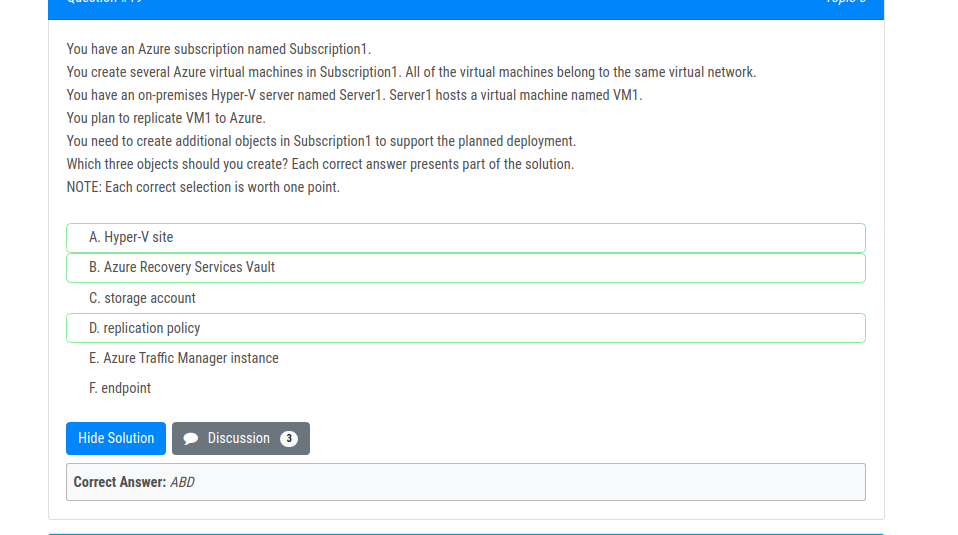 You have an Azure subscription named Subscription1.
You create several Azure virtual machines in Subscription1. All of the virtual machines belong to the same virtual network.
You have an on-premises Hyper-V server named Server1. Server1 hosts a virtual machine named VM1.
You plan to replicate VM1 to Azure.
You need to create additional objects in Subscription1 to support the planned deployment.
Which three objects should you create? Each correct answer presents part of the solution.
NOTE: Each correct selection is worth one point.
A. Hyper-V site
B. Azure Recovery Services Vault
C. storage account
D. replication policy
E. Azure Traffic Manager instance
F. endpoint
Hide Solution
Discussion 3
Correct Answer: ABD